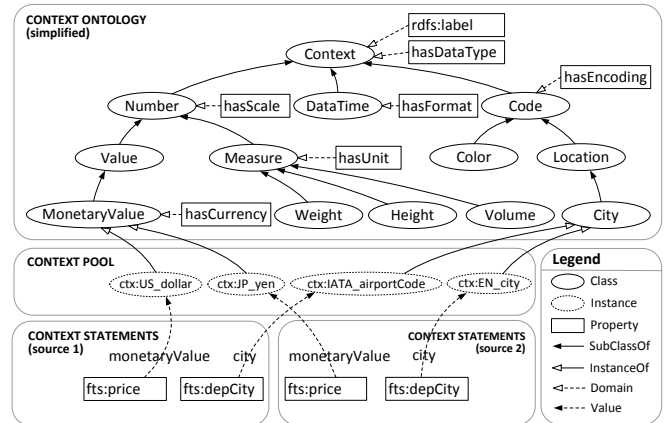 CONTEXT ONTOLOGY
(simplified)
rdfs:label
Context
hasDataType
hasEncoding
Number
hasScale
DataTime
hasFormat
Code
Value
Measure
hasUnit
Color
Location
MonetaryValue
hasCurrency
Weight
Height
Volume
City
CONTEXT POOL
ctx:US_dollar
ctx:JP_yen
ctx:IATA_airportCode
ctx:EN_city
CONTEXT STATEMENTS
(source 1)
monetaryValue
city
fts:price
fts:depCity
CONTEXT STATEMENTS
(source 2)
monetaryValue
city
fts:price
fts:depCity
Legend
Class
Instance
Property
SubClassOf
InstanceOf
Domain
Value